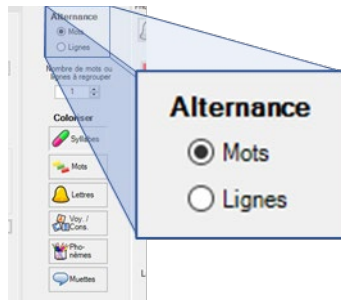 Alternance
Mots
Lignes
Nombre de mots ou
lignes à regrouper
1
Coloriser
Syllabes
Mots
Lettres
Voy. /
Cons.
Pho-
nèmes
Muettes
L
Alternance
Mots
Lignes